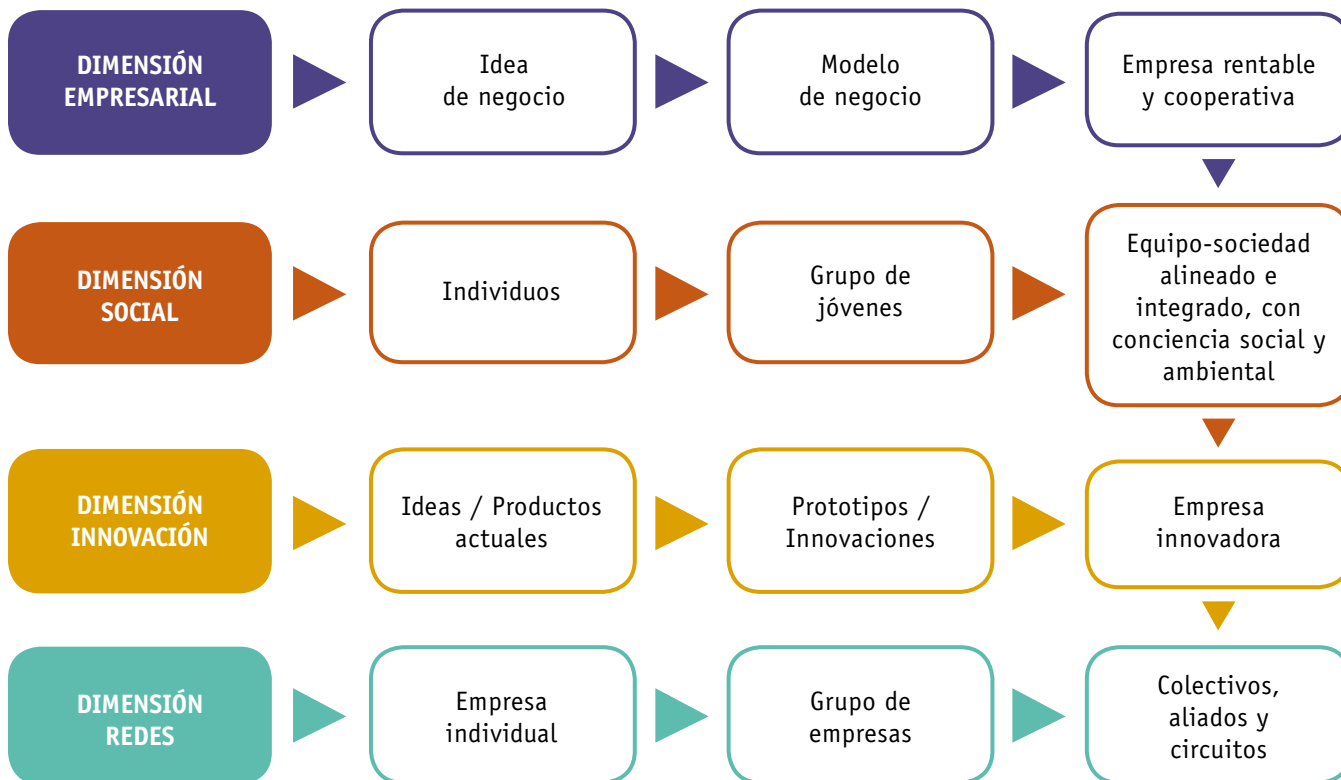 DIMENSIÓN
EMPRESARIAL
Idea
de negocio
Modelo
de negocio
Empresa rentable
y cooperativa
DIMENSIÓN
SOCIAL
Individuos
Grupo de
jóvenes
Equipo-sociedad
alineado e
integrado, con
conciencia social y
ambiental
DIMENSIÓN
INNOVACIÓN
Ideas / Productos
actuales
Prototipos /
Innovaciones
Empresa
innovadora
DIMENSIÓN
REDES
Empresa
individual
Grupo de
empresas
Colectivos,
aliados y
circuitos